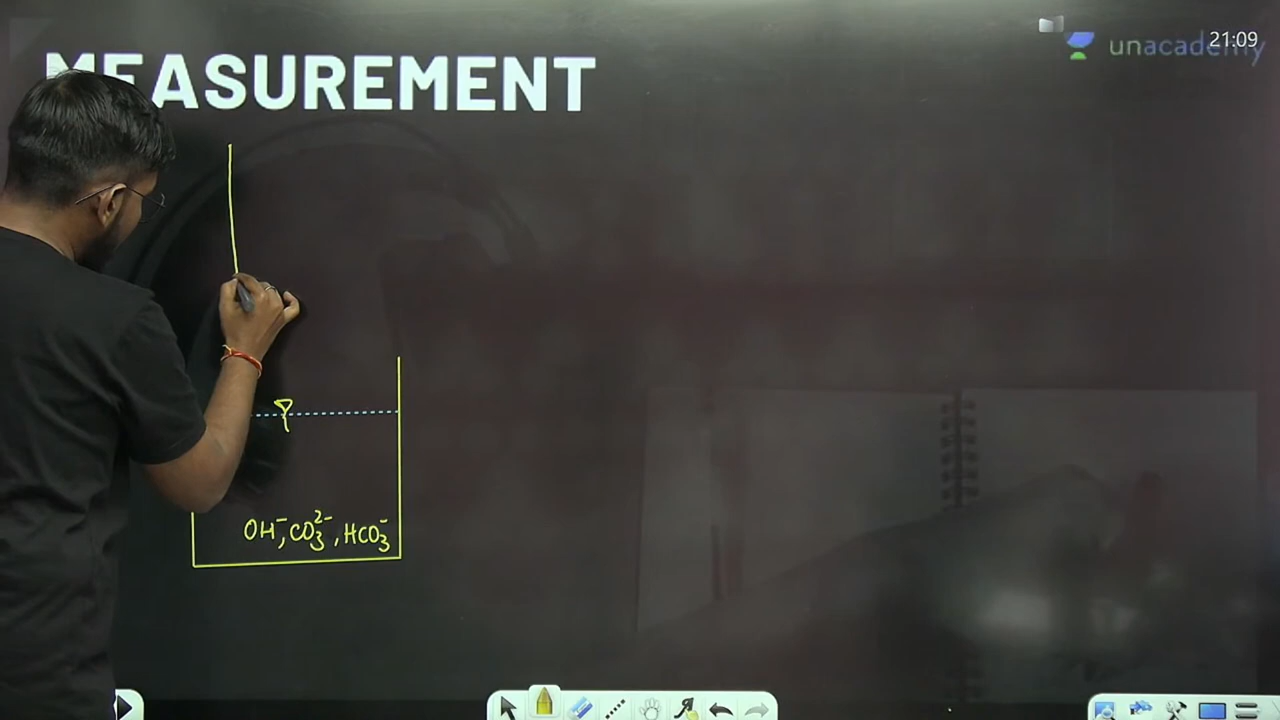 MEASUREMENT
unacademy
21:09
OH⁻, CO₃²⁻, HCO₃⁻